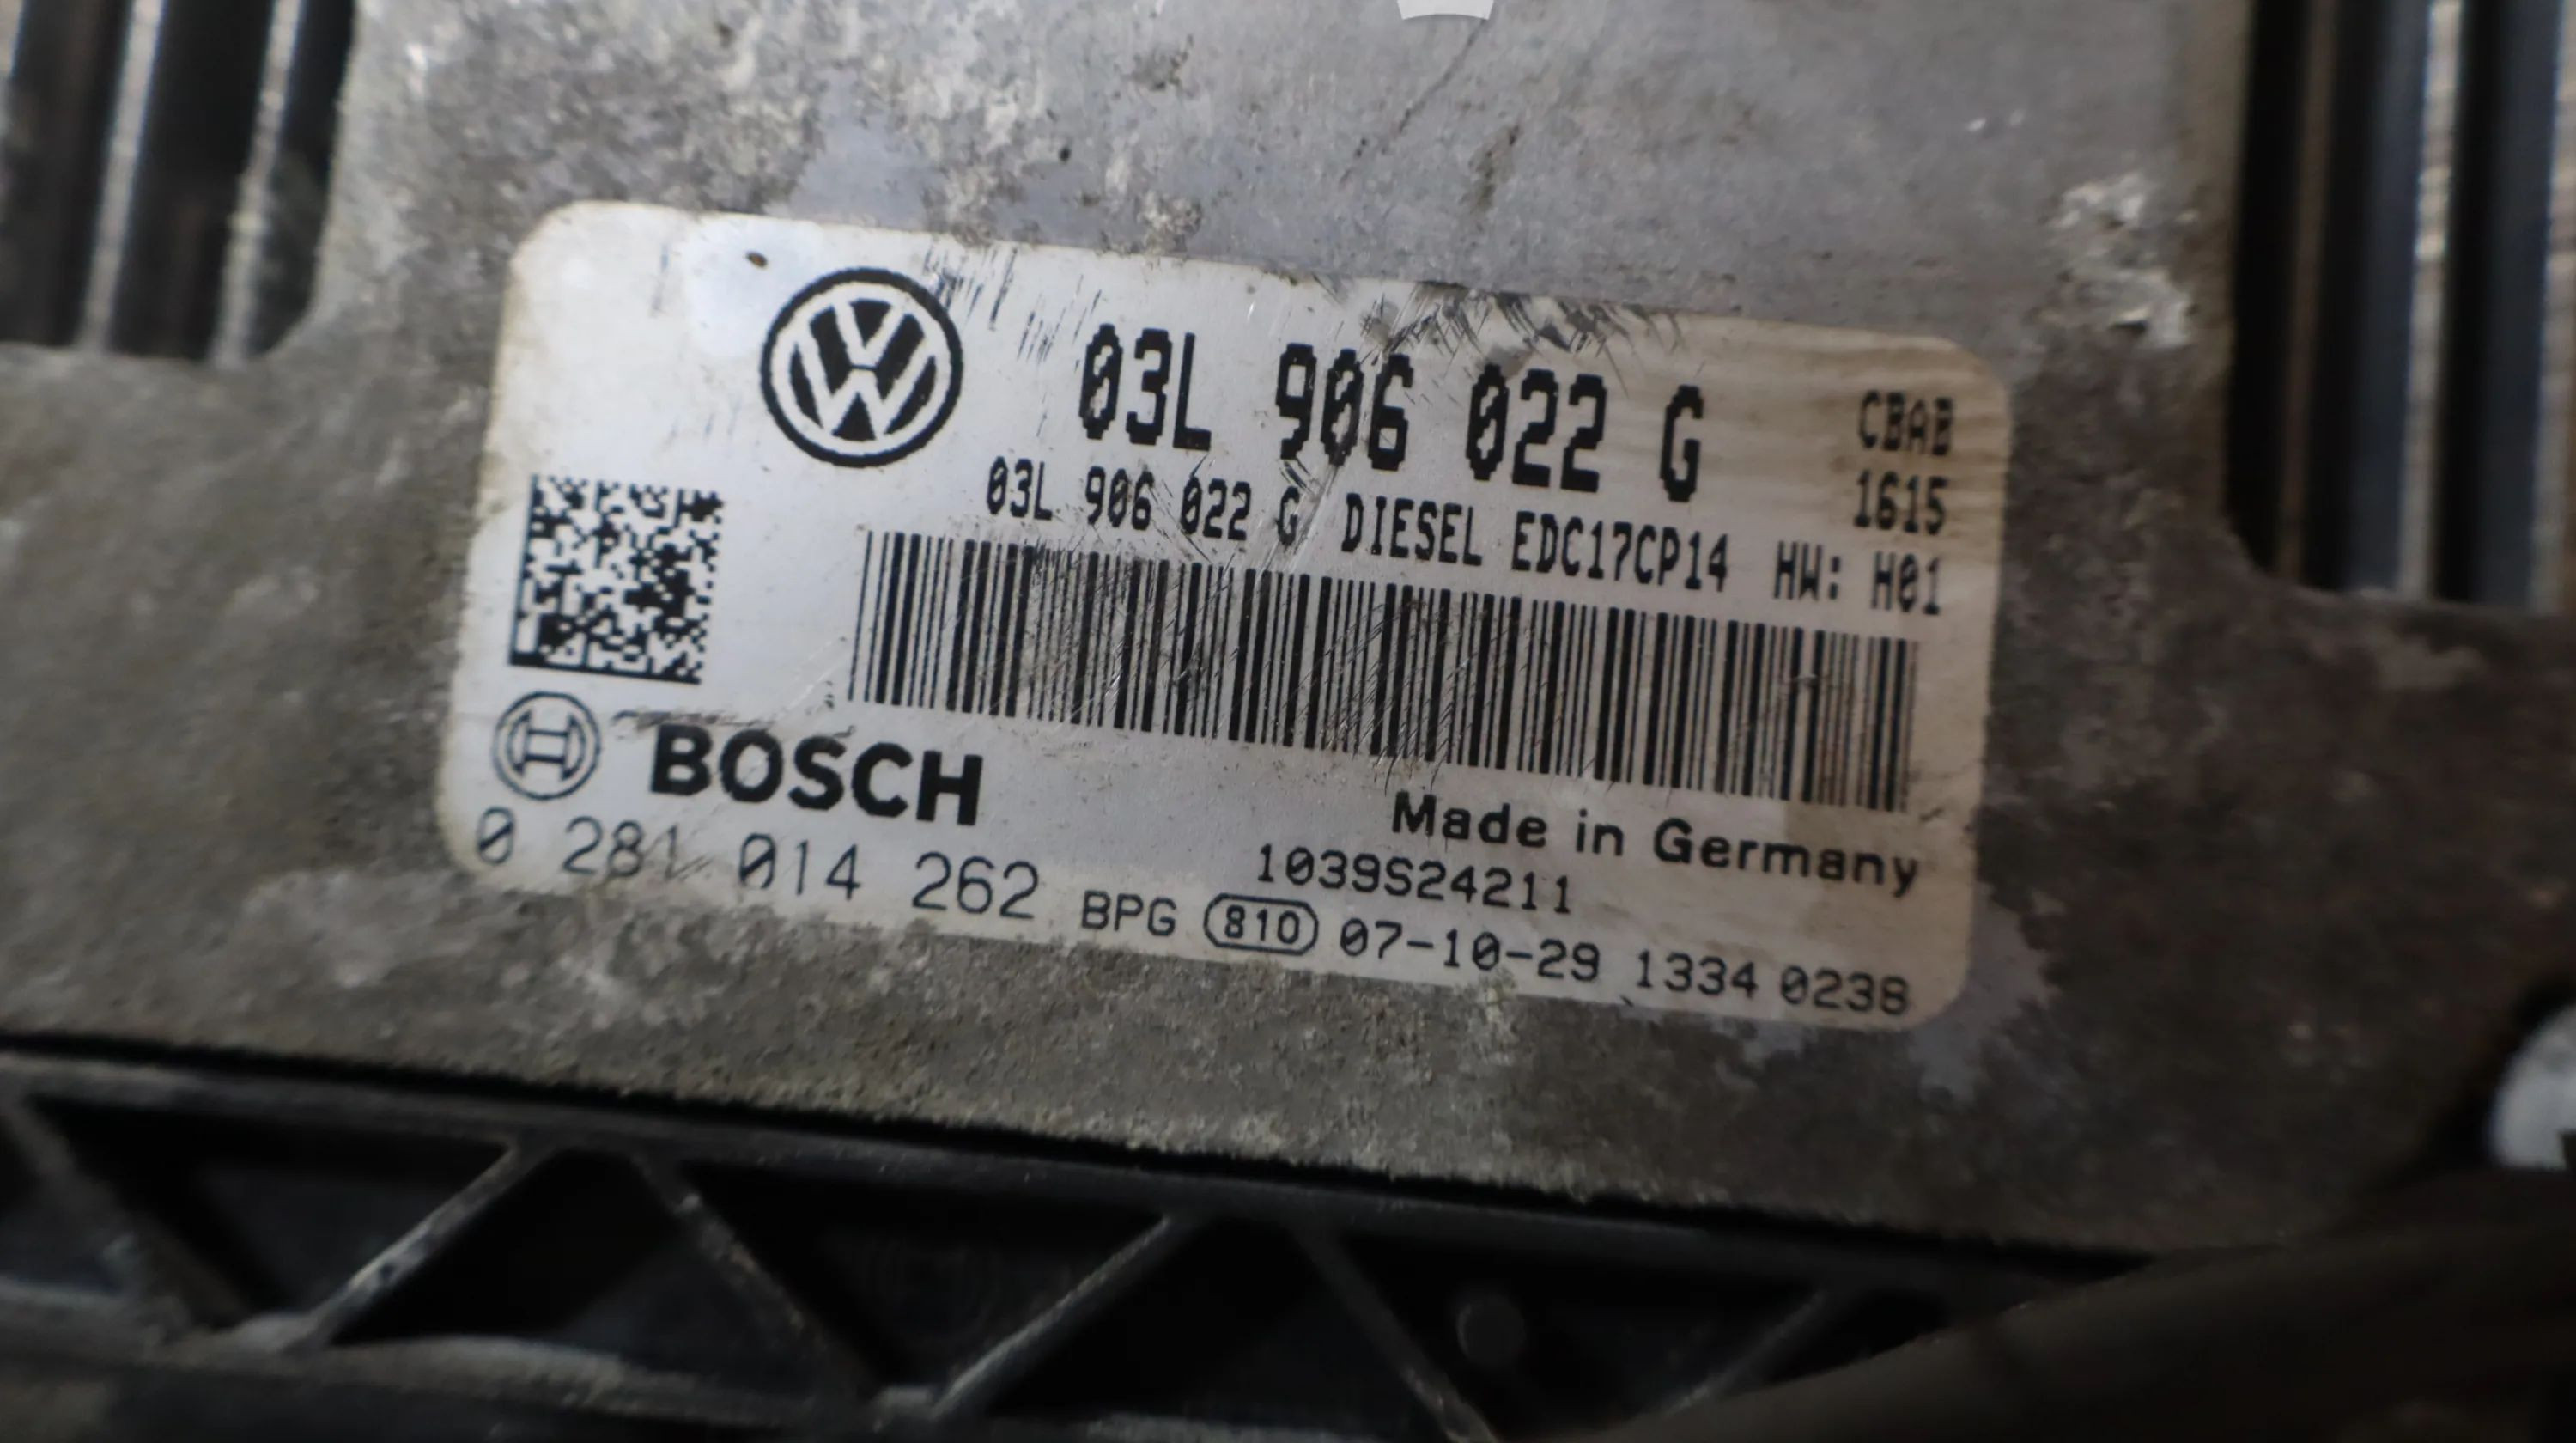 03L 906 022 G CBAB
1615
03L 906 022 G DIESEL EDC17CP14 HW: H01
BOSCH
Made in Germany
0 281 014 262 1039S24211
BPG 810 07-10-29 1334 0238